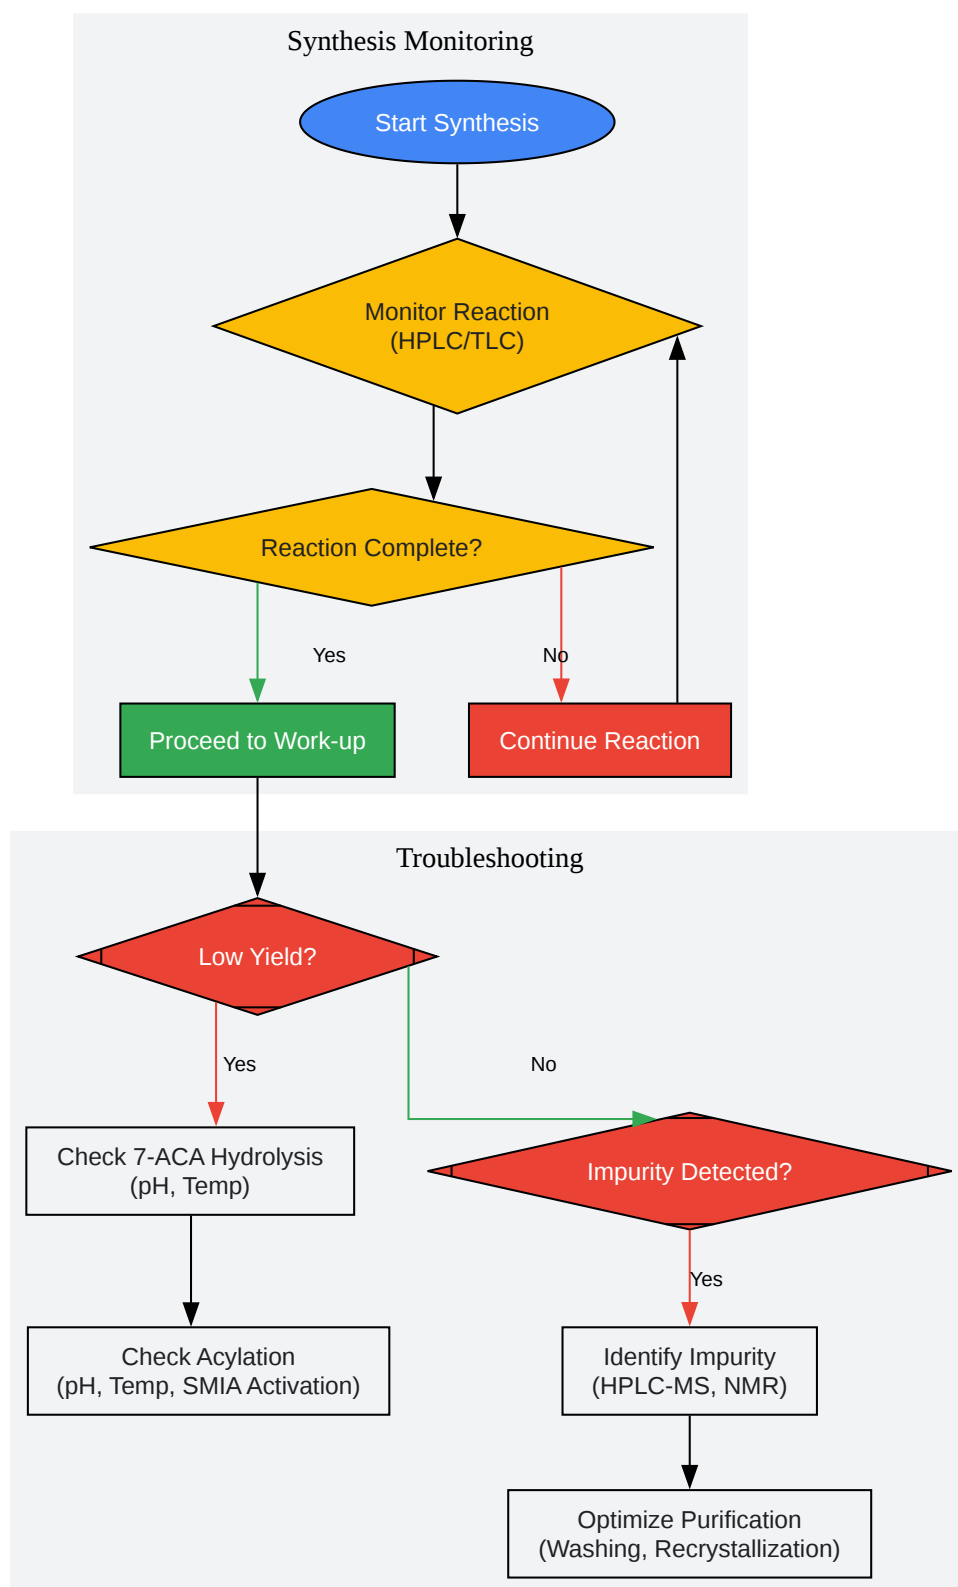 Synthesis Monitoring
Start Synthesis
Monitor Reaction
(HPLC/TLC)
Reaction Complete?
Yes
No
Proceed to Work-up
Continue Reaction
Troubleshooting
Low Yield?
Yes
No
Check 7-ACA Hydrolysis
(pH, Temp)
Impurity Detected?
Yes
Check Acylation
(pH, Temp, SMIA Activation)
Identify Impurity
(HPLC-MS, NMR)
Optimize Purification
(Washing, Recrystallization)